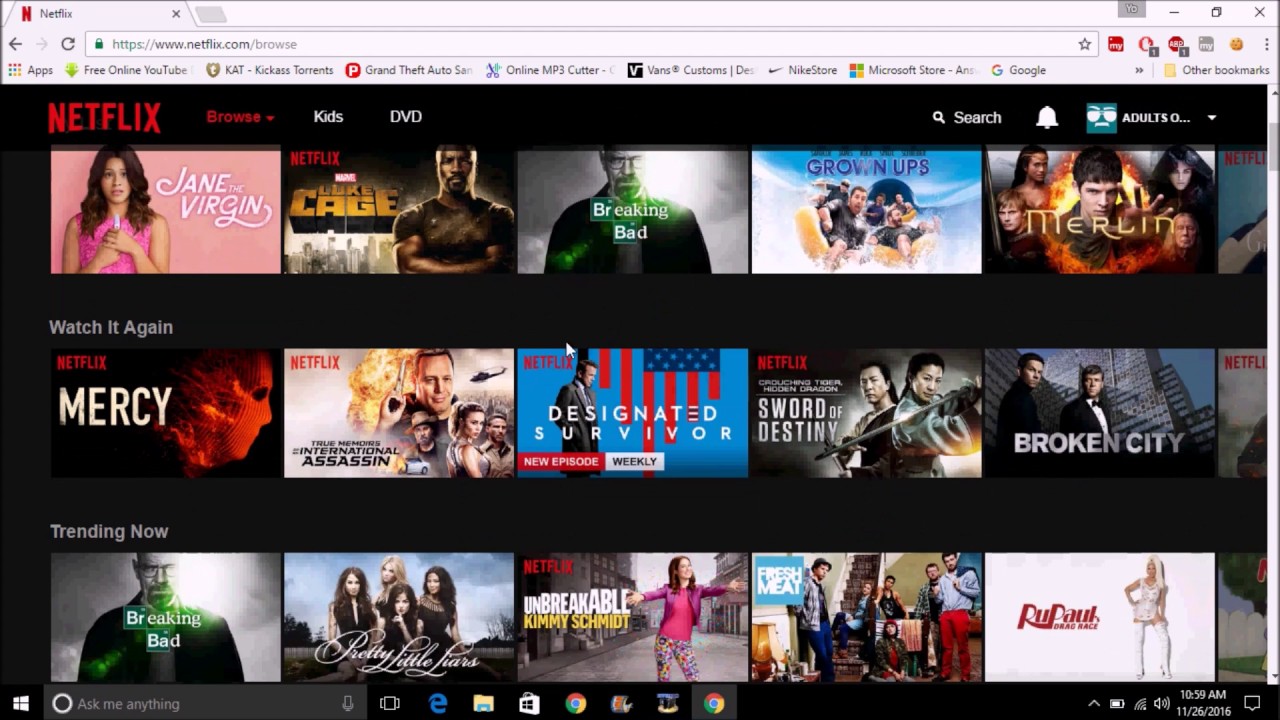 Netflix
Yo
https://www.netflix.com/browse
Apps
Free Online YouTube
KAT - Kickass Torrents
Grand Theft Auto San
Online MP3 Cutter - C
Vans® Customs | Des
NikeStore
Microsoft Store - Ans
Google
Other bookmarks
NETFLIX
Browse
Kids
DVD
Search
ADULTS O...
JANE THE VIRGIN
NETFLIX
MARVEL
LUKE CAGE
Breaking
Bad
GROWN UPS
MERLIN
NETFLI
Watch It Again
NETFLIX
MERCY
NETFLIX
TRUE MEMOIRS
OF AN INTERNATIONAL
ASSASSIN
NETFLIX
DESIGNATED
SURVIVOR
NEW EPISODE WEEKLY
NETFLIX
CROUCHING TIGER,
HIDDEN DRAGON
SWORD OF
DESTINY
BROKEN CITY
NETFLI
Trending Now
Breaking
Bad
Pretty little liars
NETFLIX
UNBREAKABLE
KIMMY SCHMIDT
FRESH
MEAT
RuPaul's
DRAG RACE
Ask me anything
10:59 AM
11/26/2016